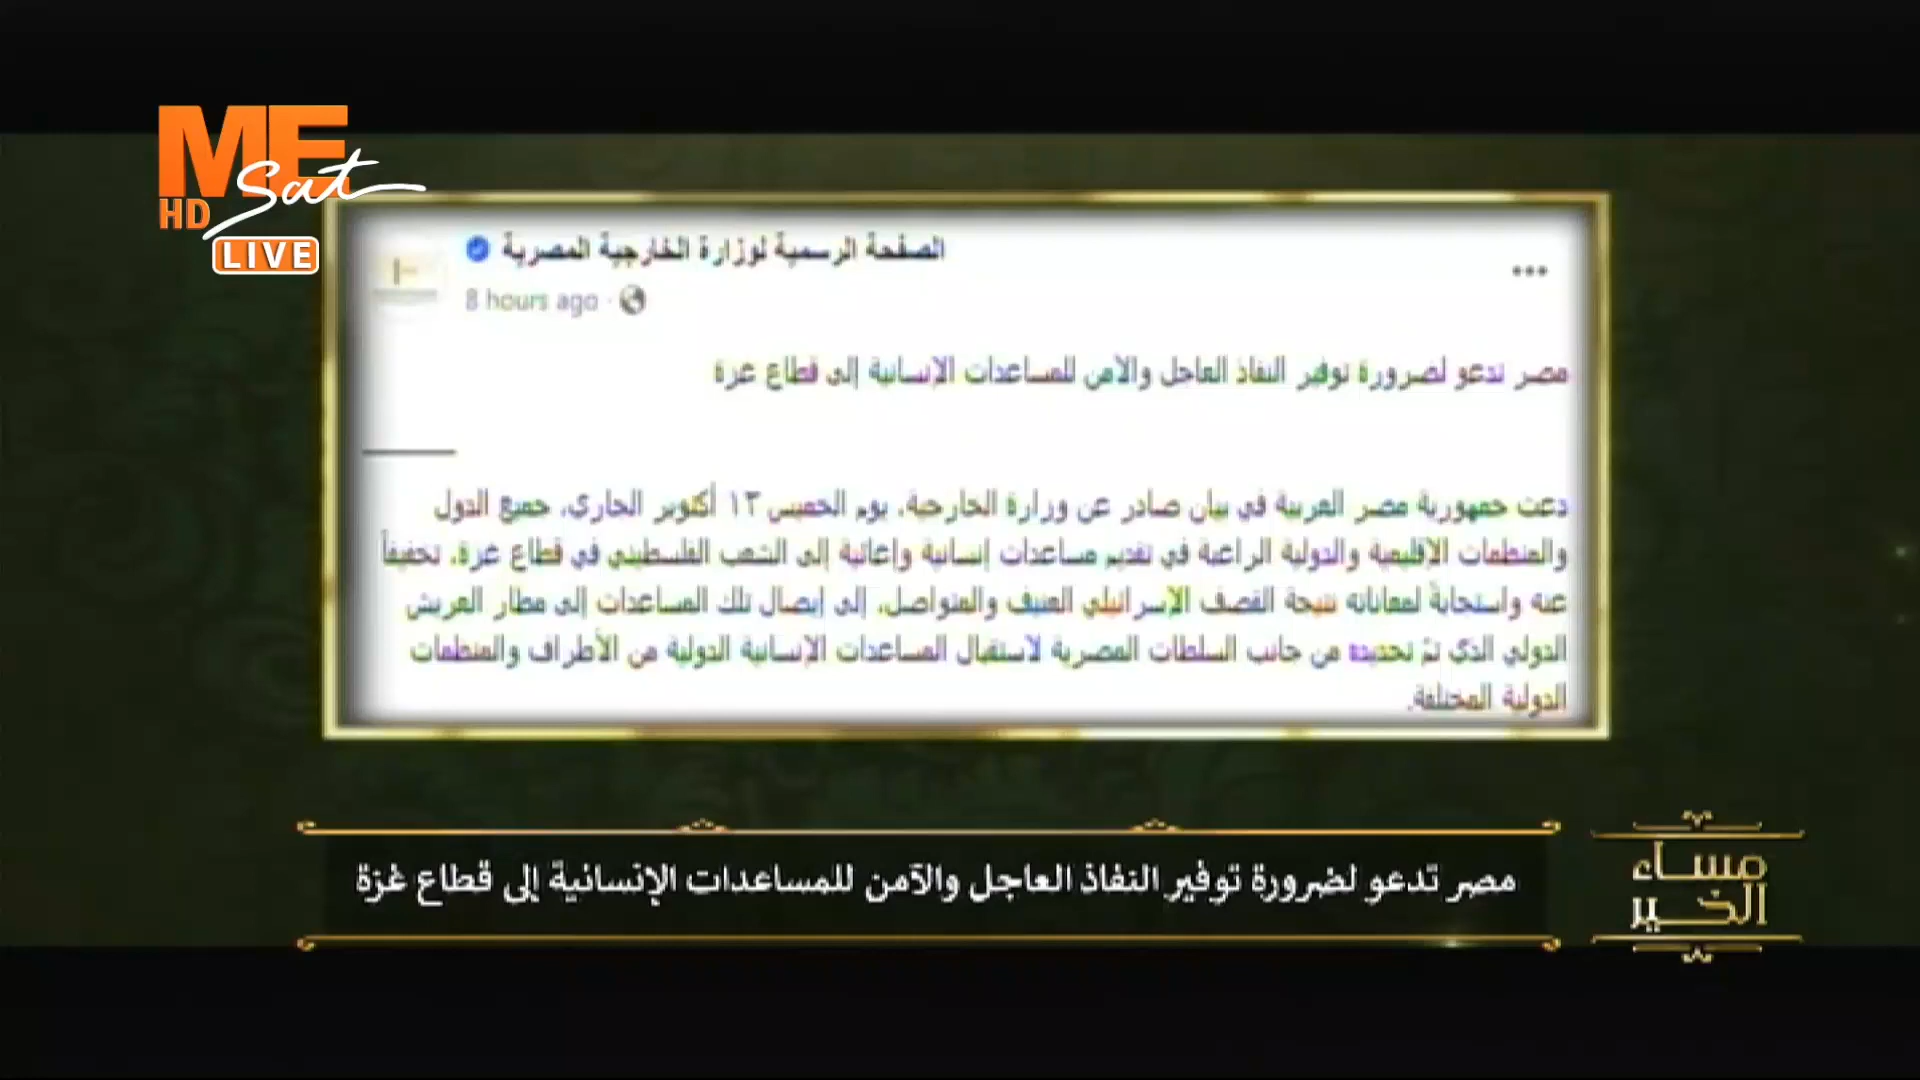 ME
Sat
HD
LIVE
الصفحة الرسمية لوزارة الخارجية المصرية
8 hours ago ·
مصر تدعو لضرورة توفير النفاذ العاجل والآمن للمساعدات الإنسانية إلى قطاع غزة
دعت جمهورية مصر العربية في بيان صادر عن وزارة الخارجية، يوم الخميس ١٢ أكتوبر الجاري، جميع الدول
والمنظمات الإقليمية والدولية الراغبة في تقديم مساعدات إنسانية وإغاثية إلى الشعب الفلسطيني في قطاع غزة، تخفيفاً
عنه واستجابةً لمعاناته نتيجة القصف الإسرائيلي العنيف والمتواصل، إلى إيصال تلك المساعدات إلى مطار العريش
الدولي الذي تمّ تحديده من جانب السلطات المصرية لاستقبال المساعدات الإنسانية الدولية من الأطراف والمنظمات
الدولية المختلفة.
مصر تدعو لضرورة توفير النفاذ العاجل والآمن للمساعدات الإنسانية إلى قطاع غزة
مساء
الخير